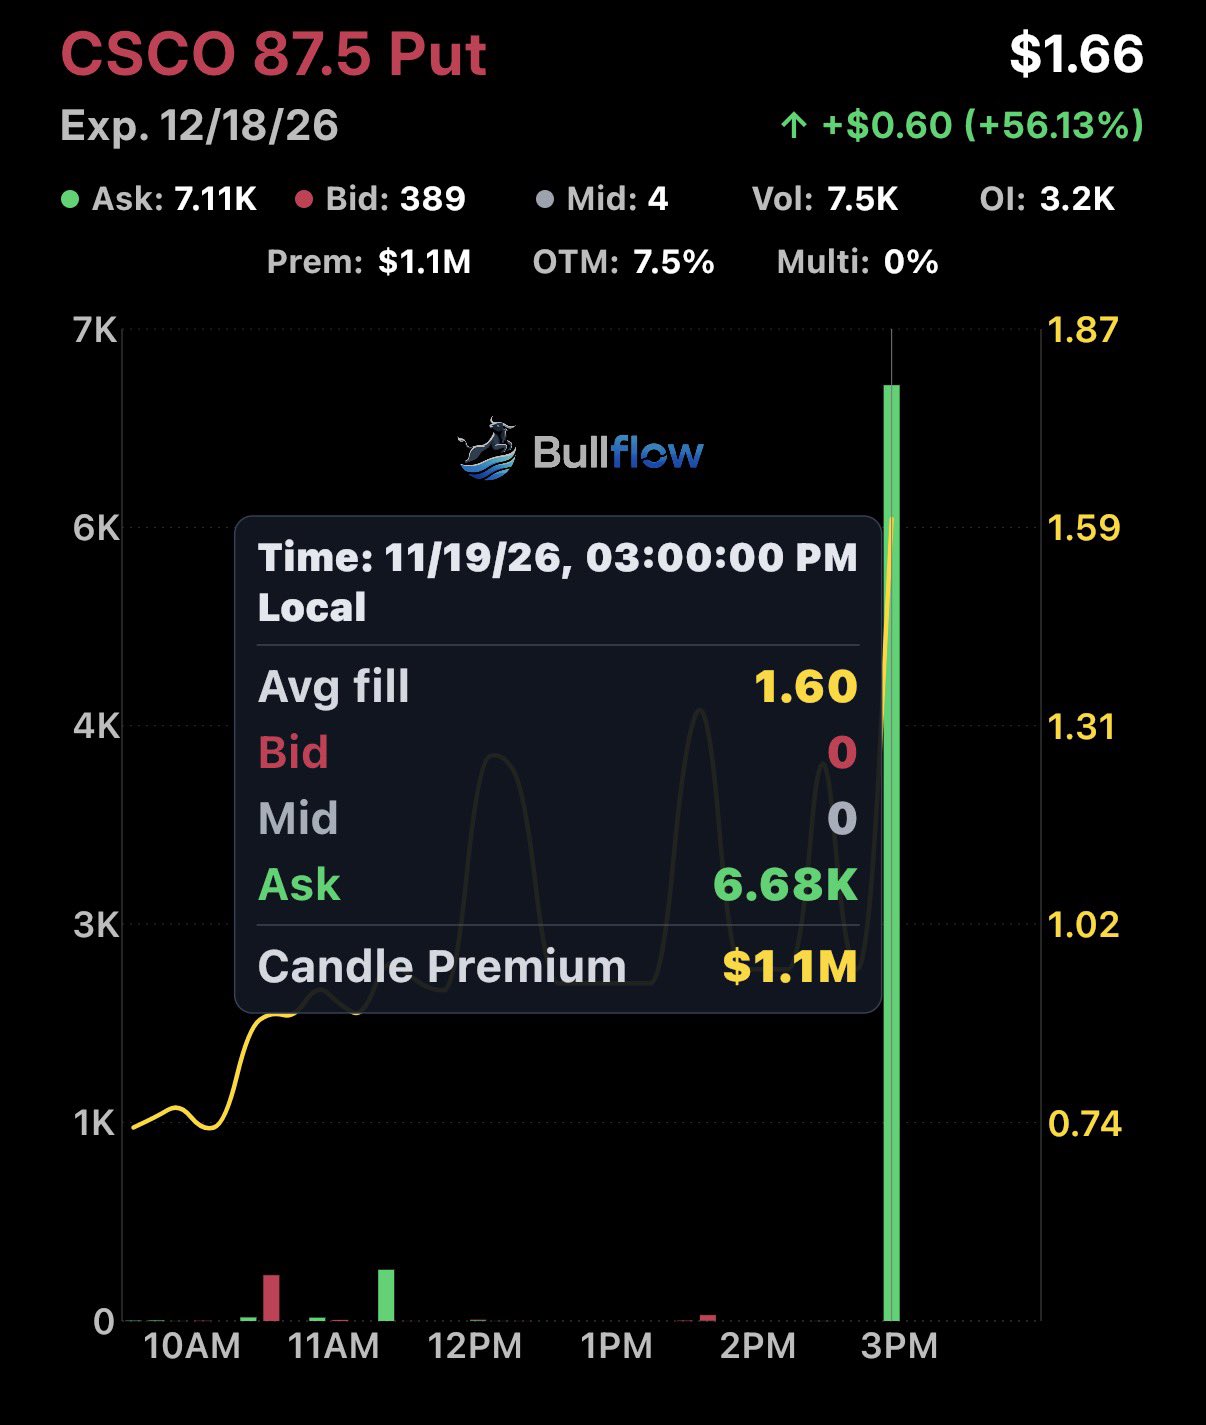 CSCO 87.5 Put $1.66
Exp. 12/18/26 ↑ +$0.60 (+56.13%)
Ask: 7.11K Bid: 389 Mid: 4 Vol: 7.5K OI: 3.2K
Prem: $1.1M OTM: 7.5% Multi: 0%
7K 1.87
Bullflow
6K 1.59
Time: 11/19/26, 03:00:00 PM
Local
Avg fill 1.60
4K 1.31
Bid 0
Mid 0
Ask 6.68K
3K 1.02
Candle Premium $1.1M
1K 0.74
0
10AM 11AM 12PM 1PM 2PM 3PM